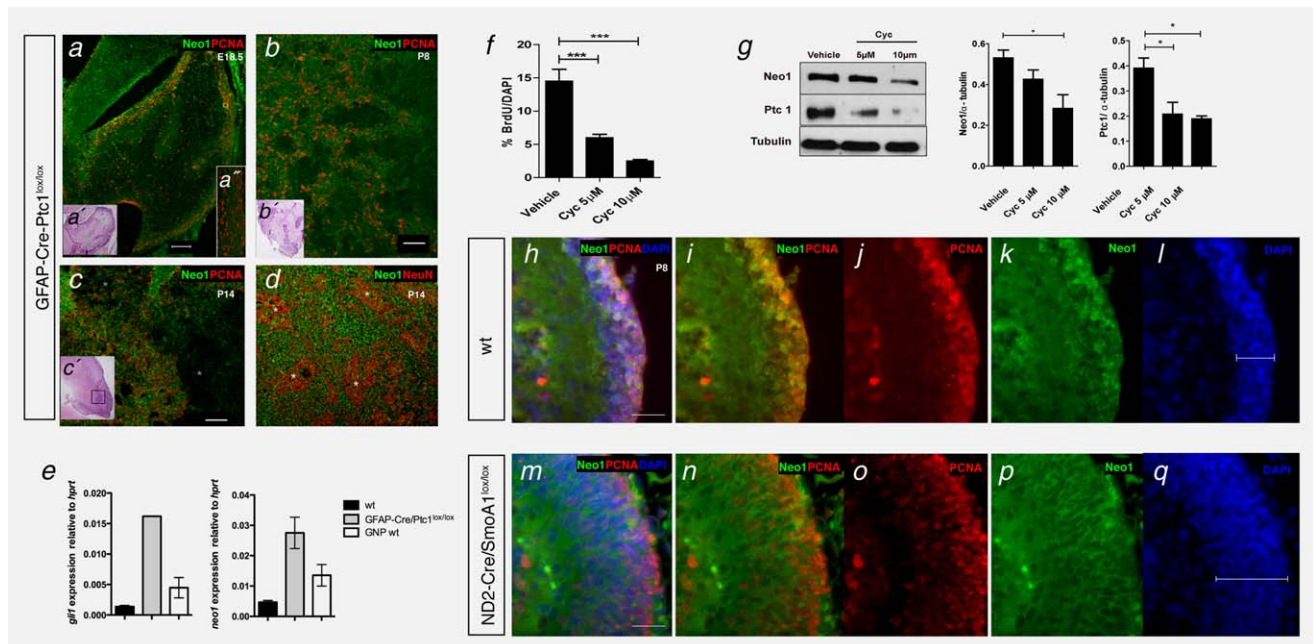 GFAP-Cre-Ptc1lox/lox
a
Neo1PCNA
E18.5
a´
a˝
b
Neo1PCNA
P8
b´
c
Neo1PCNA
P14
c´
d
Neo1NeuN
P14
* * * *
e
gli1 expression relative to hprt
0.020
0.015
0.010
0.005
0.000
neo1 expression relative to hprt
0.04
0.03
0.02
0.01
0.00
wt
GFAP-Cre/Ptc1lox/lox
GNP wt
f
***
***
% BrdU/DAPI
20
15
10
5
0
Vehicle
Cyc 5µM
Cyc 10µM
g
Cyc
Vehicle 5µM 10µm
Neo1
Ptc 1
Tubulin
*
Neo1/α- tubulin
0.6
0.4
0.2
0.0
Vehicle
Cyc 5 µM
Cyc 10 µM
*
*
Ptc1/ α-tubulin
0.6
0.4
0.2
0.0
Vehicle
Cyc 5 µM
Cyc 10 µM
wt
h
Neo1PCNADAPI
P8
i
Neo1PCNA
j
PCNA
k
Neo1
l
DAPI
ND2-Cre/SmoA1lox/lox
m
Neo1PCNADAPI
n
Neo1PCNA
o
PCNA
p
Neo1
q
DAPI